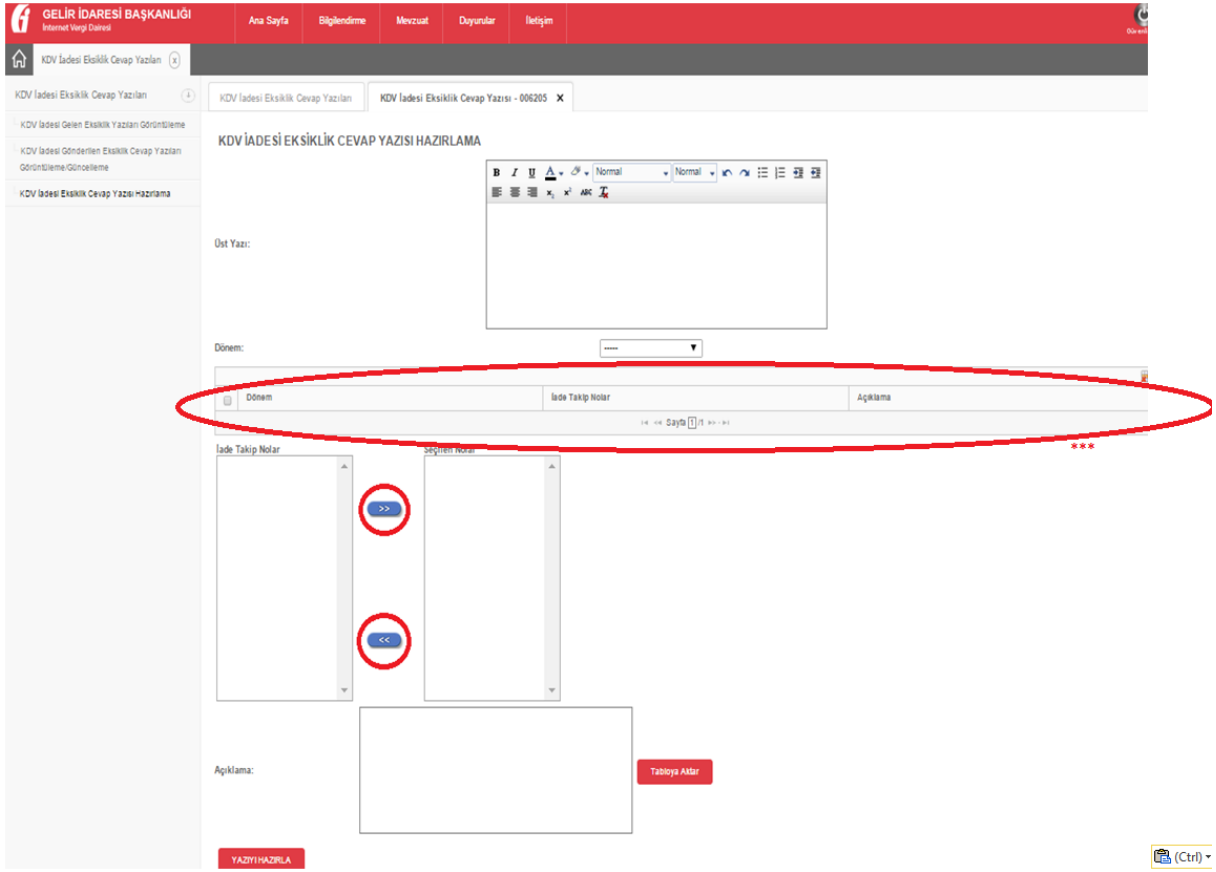 GELİR İDARESİ BAŞKANLIĞI
İnternet Vergi Dairesi
Ana Sayfa Bilgilendirme Mevzuat Duyurular İletişim
KDV İadesi Eksiklik Cevap Yazıları x
KDV İadesi Eksiklik Cevap Yazıları
KDV İadesi Gelen Eksiklik Yazıları Görüntüleme
KDV İadesi Gönderilen Eksiklik Cevap Yazıları
Görüntüleme/Güncelleme
KDV İadesi Eksiklik Cevap Yazısı Hazırlama
KDV İadesi Eksiklik Cevap Yazıları KDV İadesi Eksiklik Cevap Yazısı - 006205 X
KDV İADESİ EKSİKLİK CEVAP YAZISI HAZIRLAMA
B I U A Normal Normal
x₂ x² ABC
Üst Yazı:
Dönem: -----
Dönem İade Takip Nolar Açıklama
Sayfa 1 /1
***
İade Takip Nolar Seçilen Nolar
>>
<<
Açıklama:
Tabloya Aktar
YAZIYI HAZIRLA
(Ctrl)